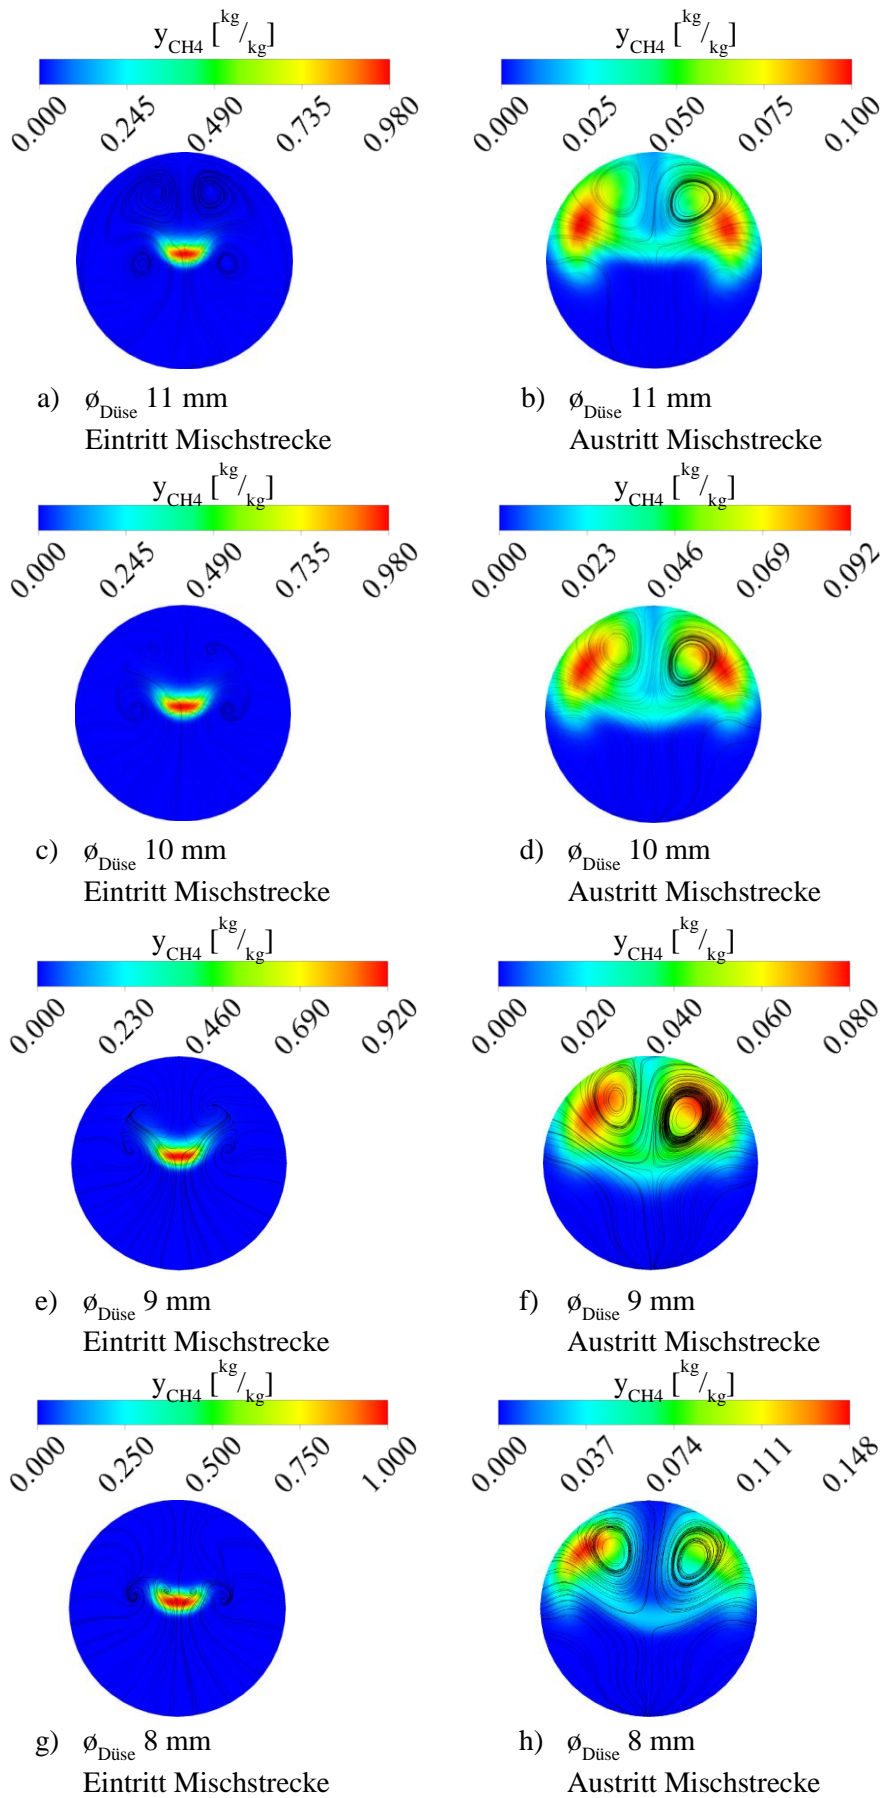 y_CH4 [kg/kg] y_CH4 [kg/kg]
0.000 0.245 0.490 0.735 0.980 0.000 0.025 0.050 0.075 0.100
a) ø_Düse 11 mm b) ø_Düse 11 mm
Eintritt Mischstrecke Austritt Mischstrecke
y_CH4 [kg/kg] y_CH4 [kg/kg]
0.000 0.245 0.490 0.735 0.980 0.000 0.023 0.046 0.069 0.092
c) ø_Düse 10 mm d) ø_Düse 10 mm
Eintritt Mischstrecke Austritt Mischstrecke
y_CH4 [kg/kg] y_CH4 [kg/kg]
0.000 0.230 0.460 0.690 0.920 0.000 0.020 0.040 0.060 0.080
e) ø_Düse 9 mm f) ø_Düse 9 mm
Eintritt Mischstrecke Austritt Mischstrecke
y_CH4 [kg/kg] y_CH4 [kg/kg]
0.000 0.250 0.500 0.750 1.000 0.000 0.037 0.074 0.111 0.148
g) ø_Düse 8 mm h) ø_Düse 8 mm
Eintritt Mischstrecke Austritt Mischstrecke